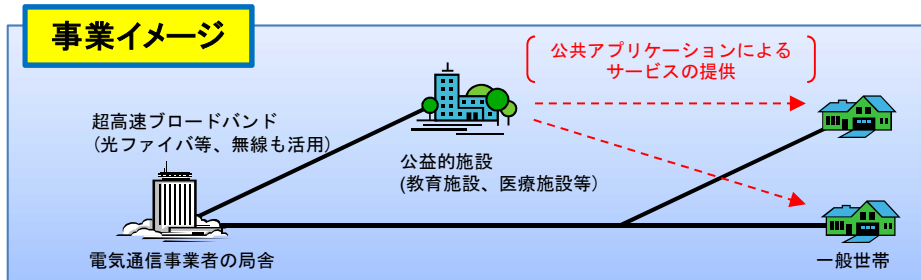 事業イメージ
公共アプリケーションによる
サービスの提供
超高速ブロードバンド
(光ファイバ等、無線も活用)
公益的施設
(教育施設、医療施設等)
電気通信事業者の局舎
一般世帯